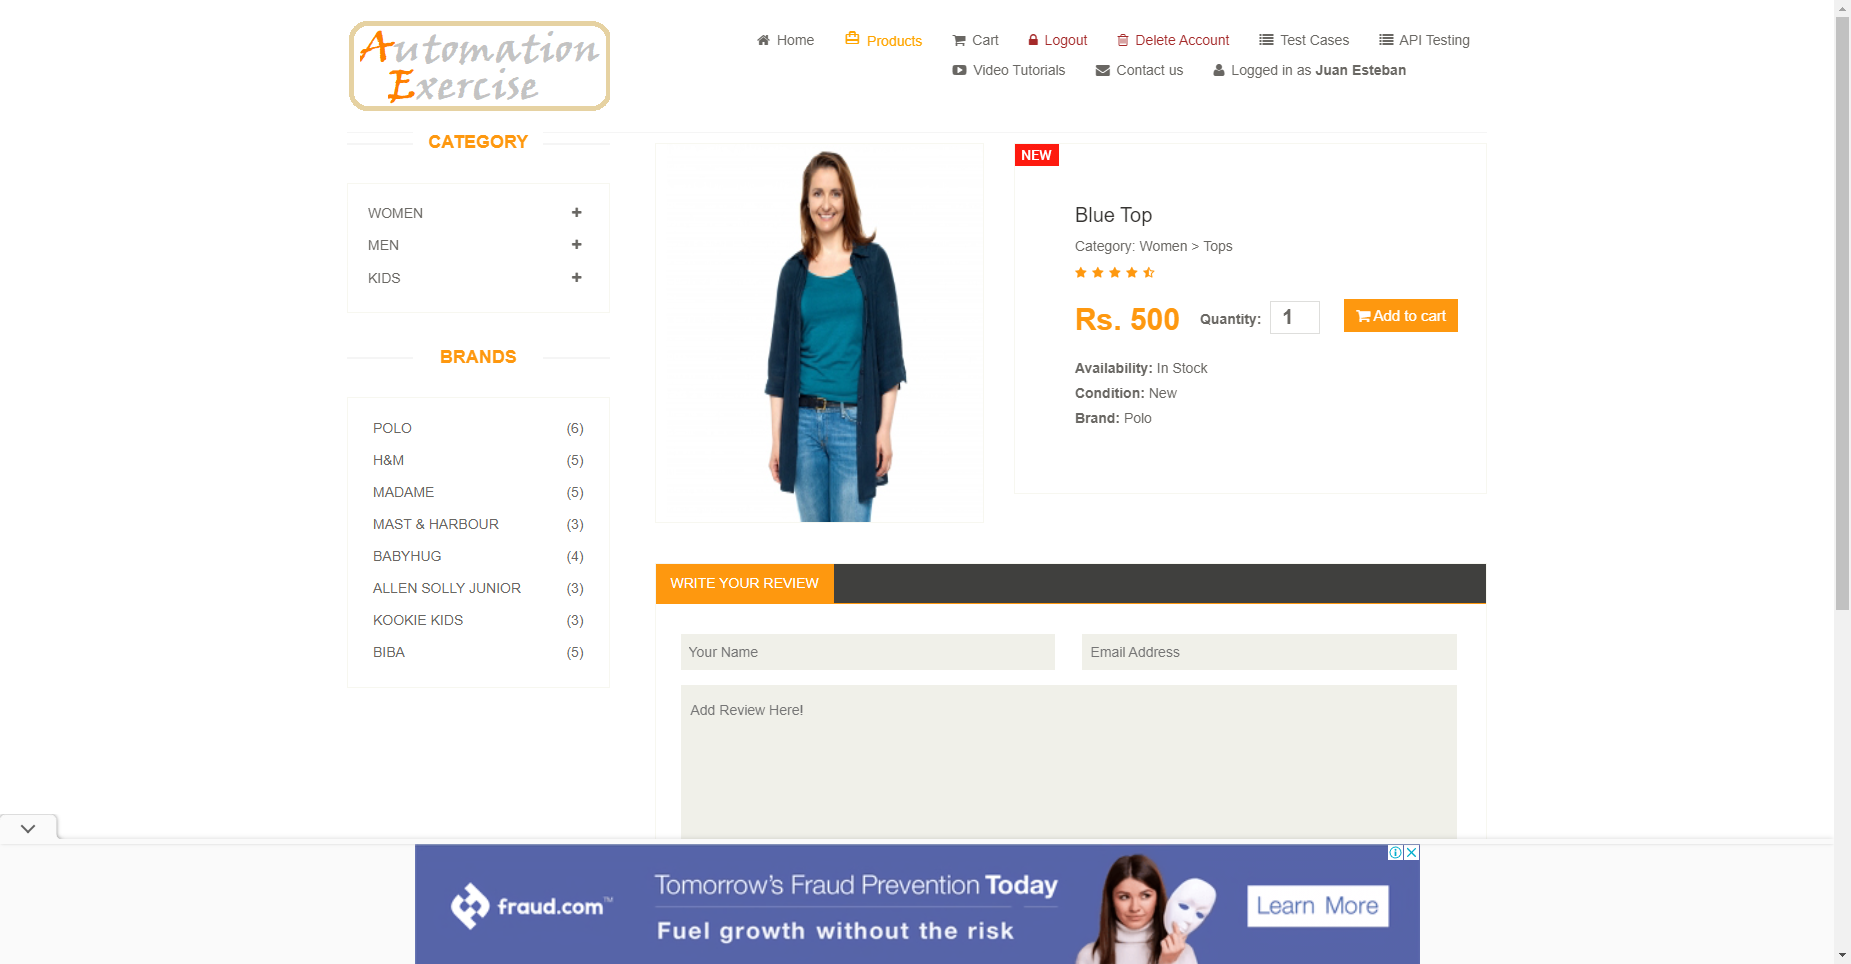 Automation
Exercise
Home
Products
Cart
Logout
Delete Account
Test Cases
API Testing
Video Tutorials
Contact us
Logged in as Juan Esteban
CATEGORY
WOMEN
MEN
KIDS
BRANDS
POLO (6)
H&M (5)
MADAME (5)
MAST & HARBOUR (3)
BABYHUG (4)
ALLEN SOLLY JUNIOR (3)
KOOKIE KIDS (3)
BIBA (5)
NEW
Blue Top
Category: Women > Tops
Rs. 500
Quantity: 1
Add to cart
Availability: In Stock
Condition: New
Brand: Polo
WRITE YOUR REVIEW
Your Name
Email Address
Add Review Here!
fraud.com™
Tomorrow's Fraud Prevention Today
Fuel growth without the risk
Learn More